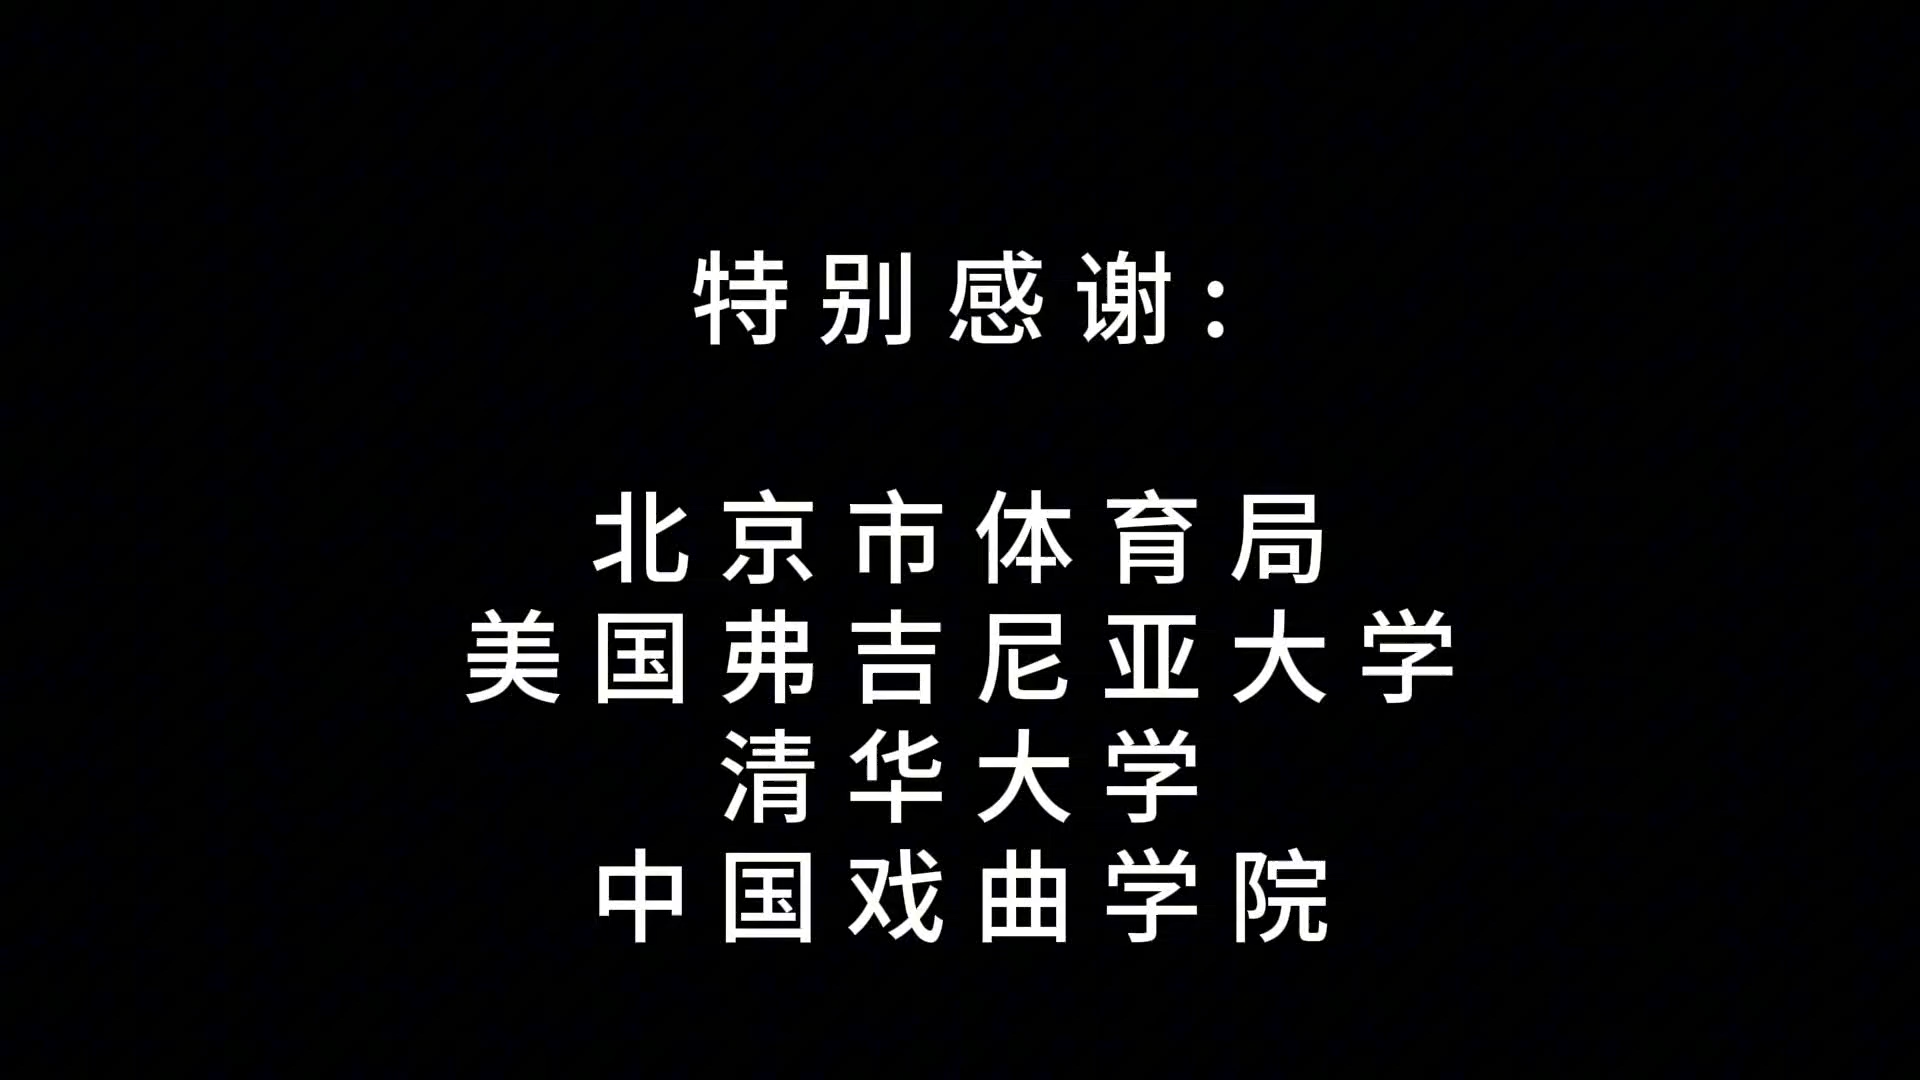 特别感谢:
北京市体育局
美国弗吉尼亚大学
清华大学
中国戏曲学院